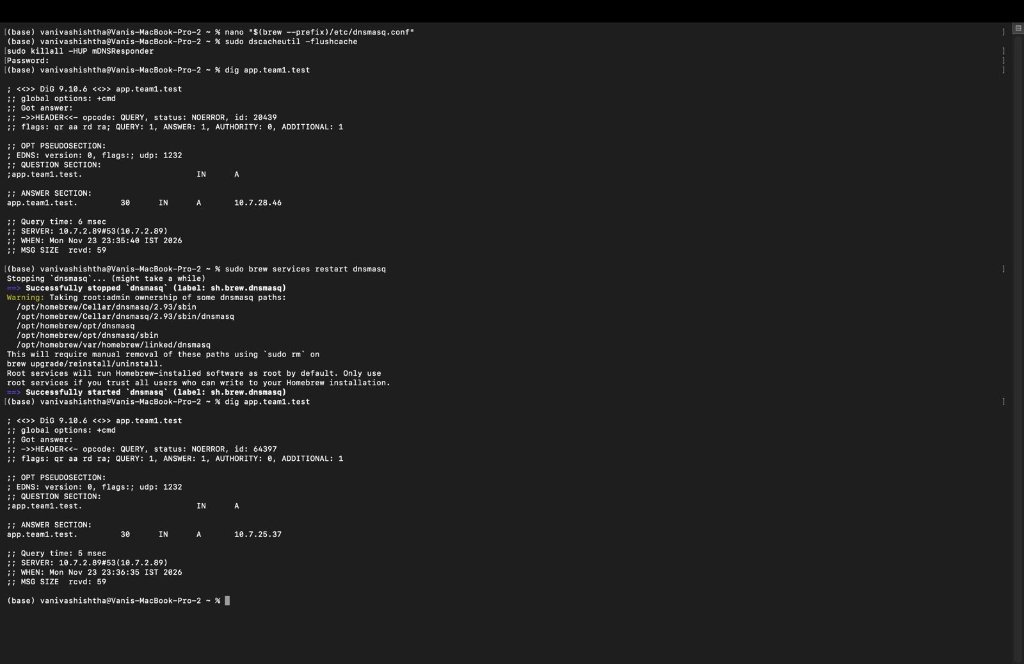 [(base) vanivashishtha@Vanis-MacBook-Pro-2 ~ % nano "$(brew --prefix)/etc/dnsmasq.conf" ]
(base) vanivashishtha@Vanis-MacBook-Pro-2 ~ % sudo dscacheutil -flushcache
[sudo killall -HUP mDNSResponder ]
[Password: ]
[(base) vanivashishtha@Vanis-MacBook-Pro-2 ~ % dig app.team1.test ]
; <<>> DiG 9.10.6 <<>> app.team1.test
;; global options: +cmd
;; Got answer:
;; ->>HEADER<<- opcode: QUERY, status: NOERROR, id: 20439
;; flags: qr aa rd ra; QUERY: 1, ANSWER: 1, AUTHORITY: 0, ADDITIONAL: 1
;; OPT PSEUDOSECTION:
; EDNS: version: 0, flags:; udp: 1232
;; QUESTION SECTION:
;app.team1.test. IN A
;; ANSWER SECTION:
app.team1.test. 30 IN A 10.7.28.46
;; Query time: 6 msec
;; SERVER: 10.7.2.89#53(10.7.2.89)
;; WHEN: Mon Nov 23 23:35:40 IST 2026
;; MSG SIZE rcvd: 59
[(base) vanivashishtha@Vanis-MacBook-Pro-2 ~ % sudo brew services restart dnsmasq ]
Stopping `dnsmasq`... (might take a while)
==> Successfully stopped `dnsmasq` (label: sh.brew.dnsmasq)
Warning: Taking root:admin ownership of some dnsmasq paths:
/opt/homebrew/Cellar/dnsmasq/2.93/sbin
/opt/homebrew/Cellar/dnsmasq/2.93/sbin/dnsmasq
/opt/homebrew/opt/dnsmasq
/opt/homebrew/opt/dnsmasq/sbin
/opt/homebrew/var/homebrew/linked/dnsmasq
This will require manual removal of these paths using `sudo rm` on
brew upgrade/reinstall/uninstall.
Root services will run Homebrew-installed software as root by default. Only use
root services if you trust all users who can write to your Homebrew installation.
==> Successfully started `dnsmasq` (label: sh.brew.dnsmasq)
[(base) vanivashishtha@Vanis-MacBook-Pro-2 ~ % dig app.team1.test ]
; <<>> DiG 9.10.6 <<>> app.team1.test
;; global options: +cmd
;; Got answer:
;; ->>HEADER<<- opcode: QUERY, status: NOERROR, id: 64397
;; flags: qr aa rd ra; QUERY: 1, ANSWER: 1, AUTHORITY: 0, ADDITIONAL: 1
;; OPT PSEUDOSECTION:
; EDNS: version: 0, flags:; udp: 1232
;; QUESTION SECTION:
;app.team1.test. IN A
;; ANSWER SECTION:
app.team1.test. 30 IN A 10.7.25.37
;; Query time: 5 msec
;; SERVER: 10.7.2.89#53(10.7.2.89)
;; WHEN: Mon Nov 23 23:36:35 IST 2026
;; MSG SIZE rcvd: 59
(base) vanivashishtha@Vanis-MacBook-Pro-2 ~ %